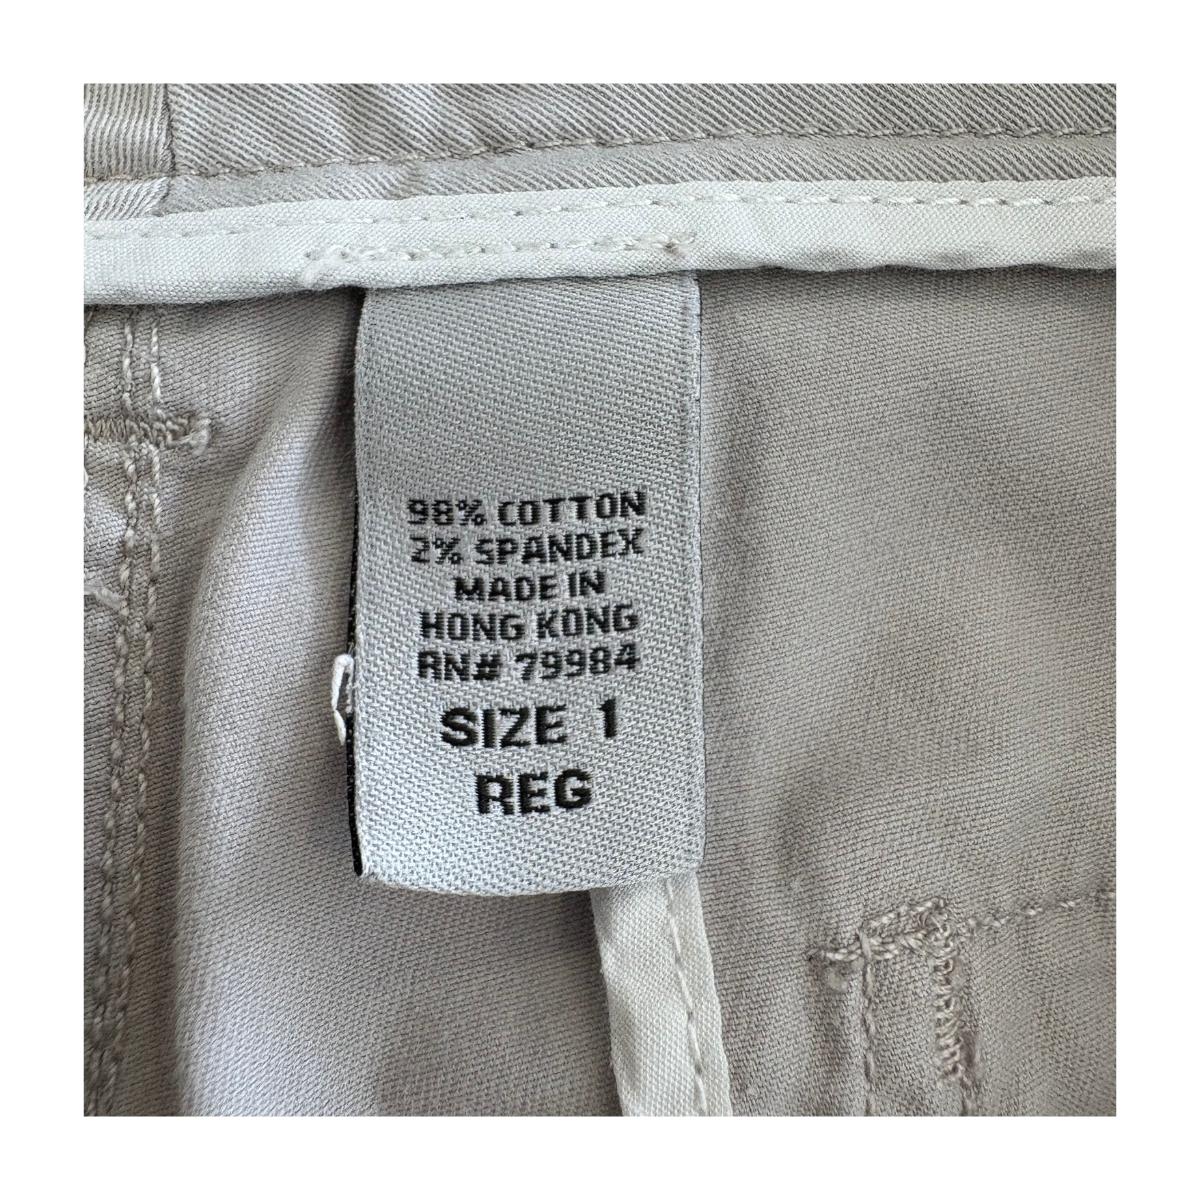 98% COTTON
2% SPANDEX
MADE IN
HONG KONG
RN# 79984
SIZE 1
REG